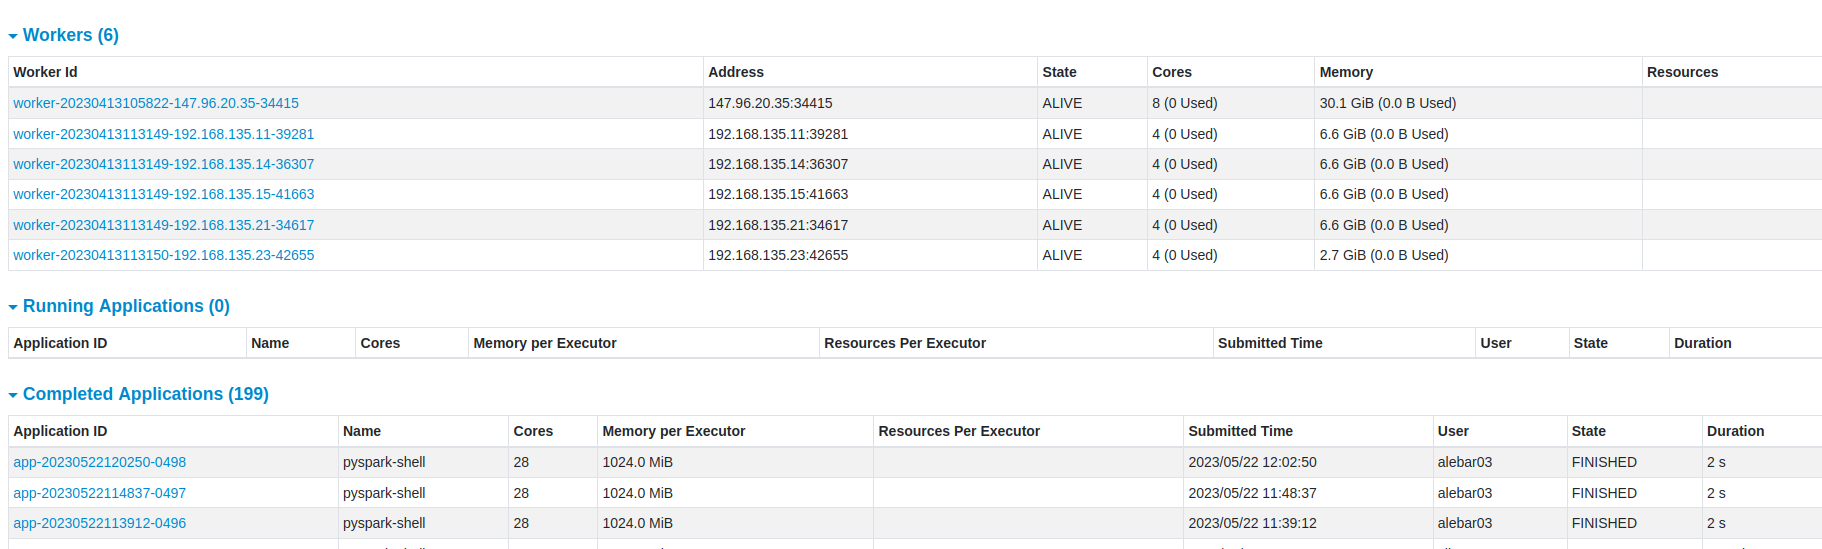 Workers (6)
Worker Id Address State Cores Memory Resources
worker-20230413105822-147.96.20.35-34415 147.96.20.35:34415 ALIVE 8 (0 Used) 30.1 GiB (0.0 B Used)
worker-20230413113149-192.168.135.11-39281 192.168.135.11:39281 ALIVE 4 (0 Used) 6.6 GiB (0.0 B Used)
worker-20230413113149-192.168.135.14-36307 192.168.135.14:36307 ALIVE 4 (0 Used) 6.6 GiB (0.0 B Used)
worker-20230413113149-192.168.135.15-41663 192.168.135.15:41663 ALIVE 4 (0 Used) 6.6 GiB (0.0 B Used)
worker-20230413113149-192.168.135.21-34617 192.168.135.21:34617 ALIVE 4 (0 Used) 6.6 GiB (0.0 B Used)
worker-20230413113150-192.168.135.23-42655 192.168.135.23:42655 ALIVE 4 (0 Used) 2.7 GiB (0.0 B Used)
Running Applications (0)
Application ID Name Cores Memory per Executor Resources Per Executor Submitted Time User State Duration
Completed Applications (199)
Application ID Name Cores Memory per Executor Resources Per Executor Submitted Time User State Duration
app-20230522120250-0498 pyspark-shell 28 1024.0 MiB 2023/05/22 12:02:50 alebar03 FINISHED 2 s
app-20230522114837-0497 pyspark-shell 28 1024.0 MiB 2023/05/22 11:48:37 alebar03 FINISHED 2 s
app-20230522113912-0496 pyspark-shell 28 1024.0 MiB 2023/05/22 11:39:12 alebar03 FINISHED 2 s